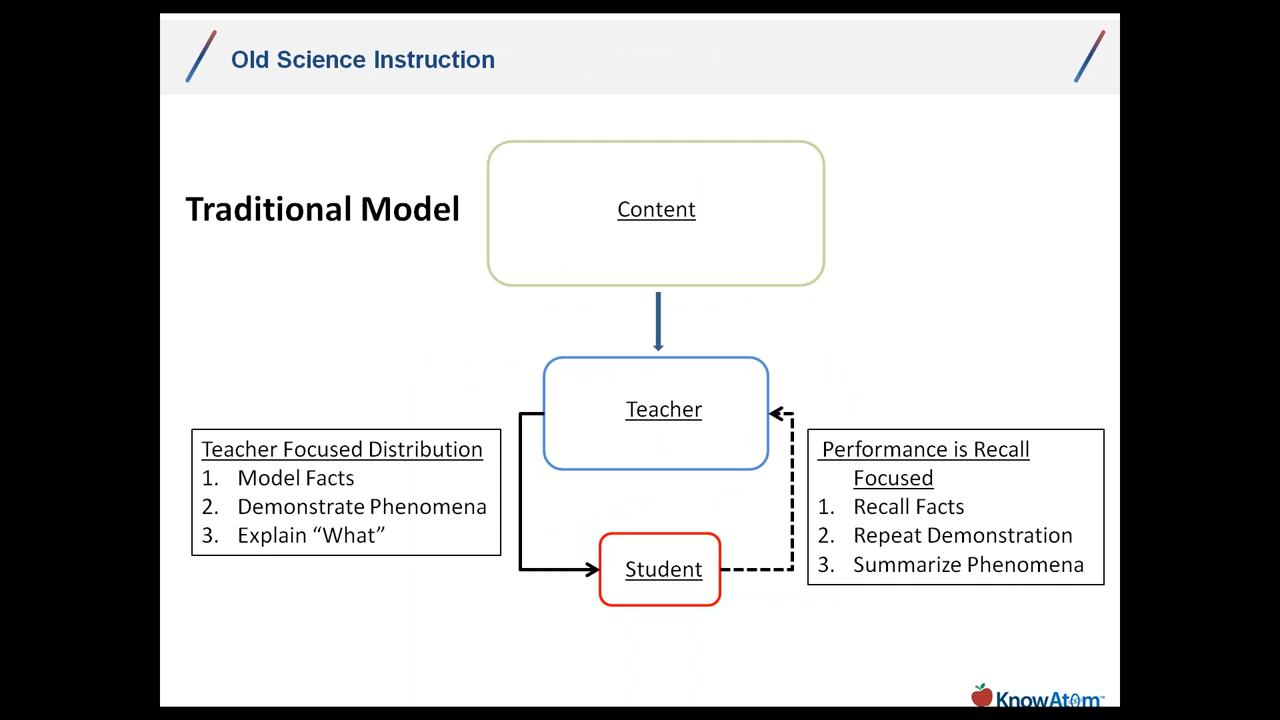 Old Science Instruction
Traditional Model
Content
Teacher
Teacher Focused Distribution
1. Model Facts
2. Demonstrate Phenomena
3. Explain “What”
Performance is Recall
Focused
1. Recall Facts
2. Repeat Demonstration
3. Summarize Phenomena
Student
KnowAtom™